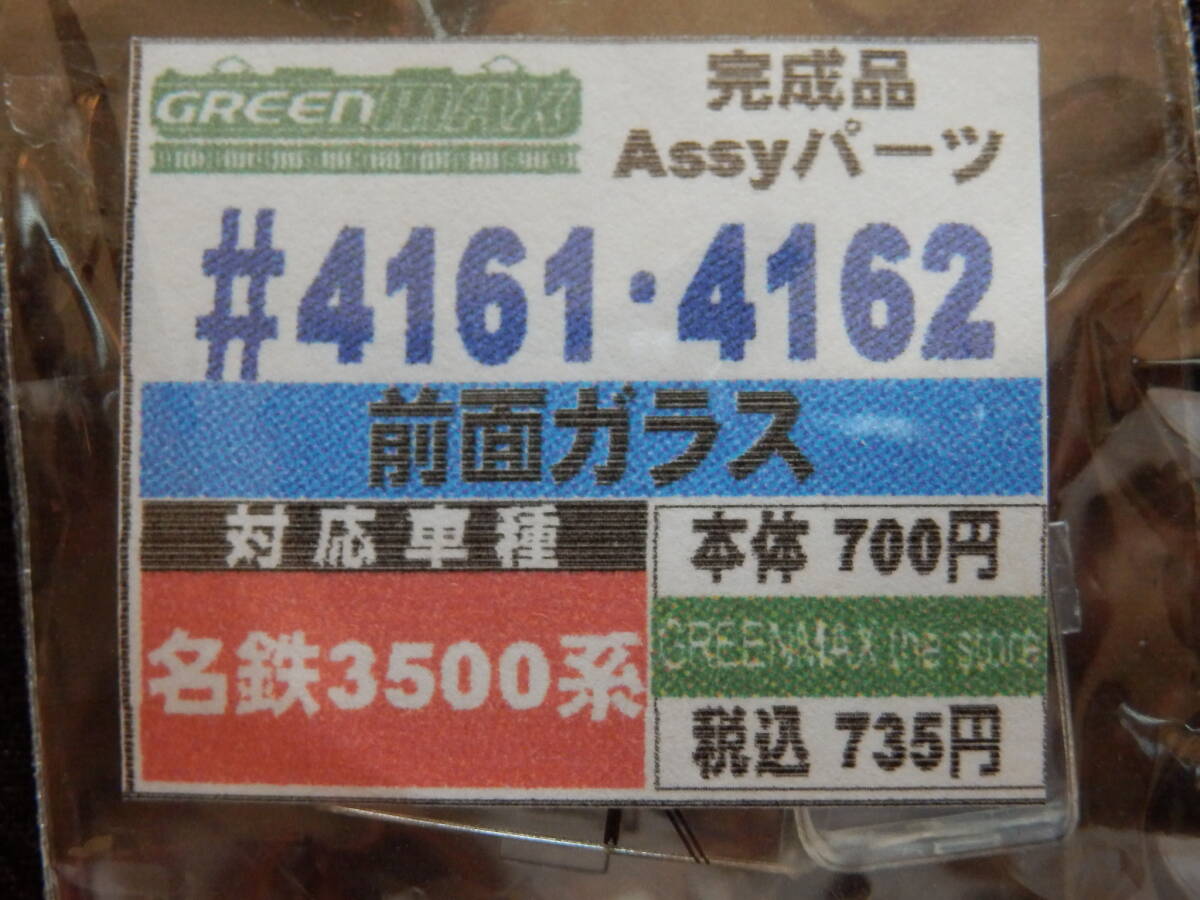 GREENMAX
完成品
Assyパーツ
#4161・4162
前面ガラス
対応車種
名鉄3500系
本体 700円
GREENMAX the store
税込 735円